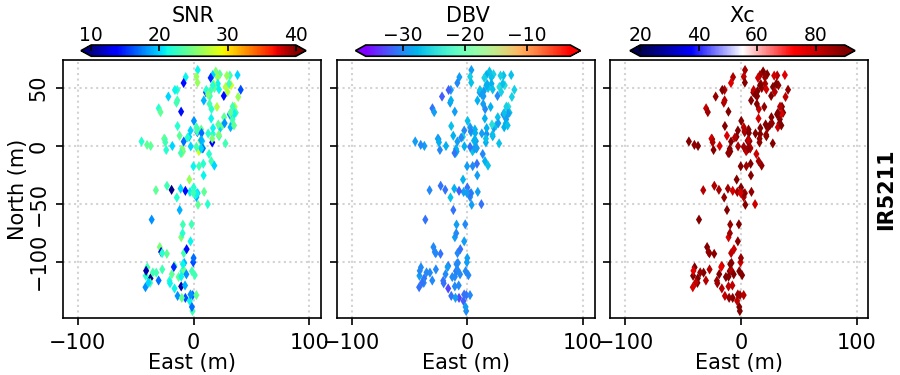 SNR DBV Xc
10 20 30 40 −30 −20 −10 20 40 60 80
50
0
−50
−100
North (m)
IR5211
−100 0 100 −100 0 100 −100 0 100
East (m) East (m) East (m)